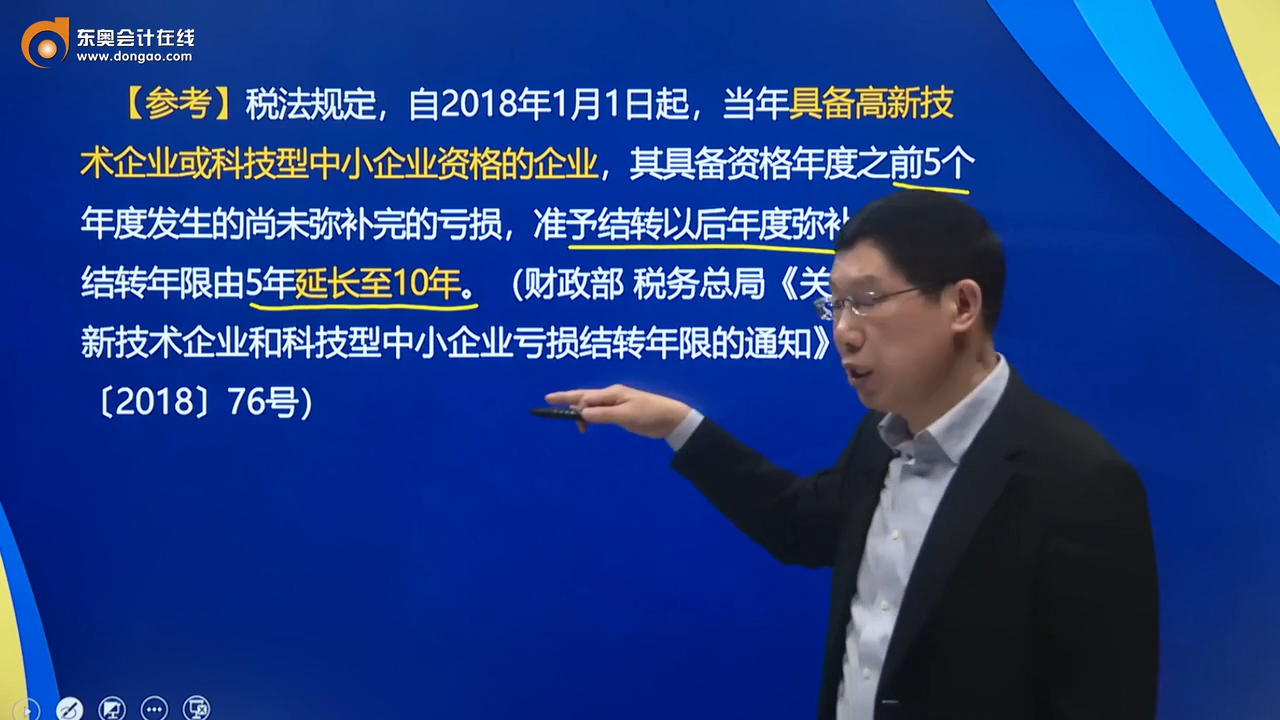 东奥会计在线
www.dongao.com
【参考】税法规定，自2018年1月1日起，当年具备高新技
术企业或科技型中小企业资格的企业，其具备资格年度之前5个
年度发生的尚未弥补完的亏损，准予结转以后年度弥补
结转年限由5年延长至10年。（财政部 税务总局《关
新技术企业和科技型中小企业亏损结转年限的通知》
〔2018〕76号）